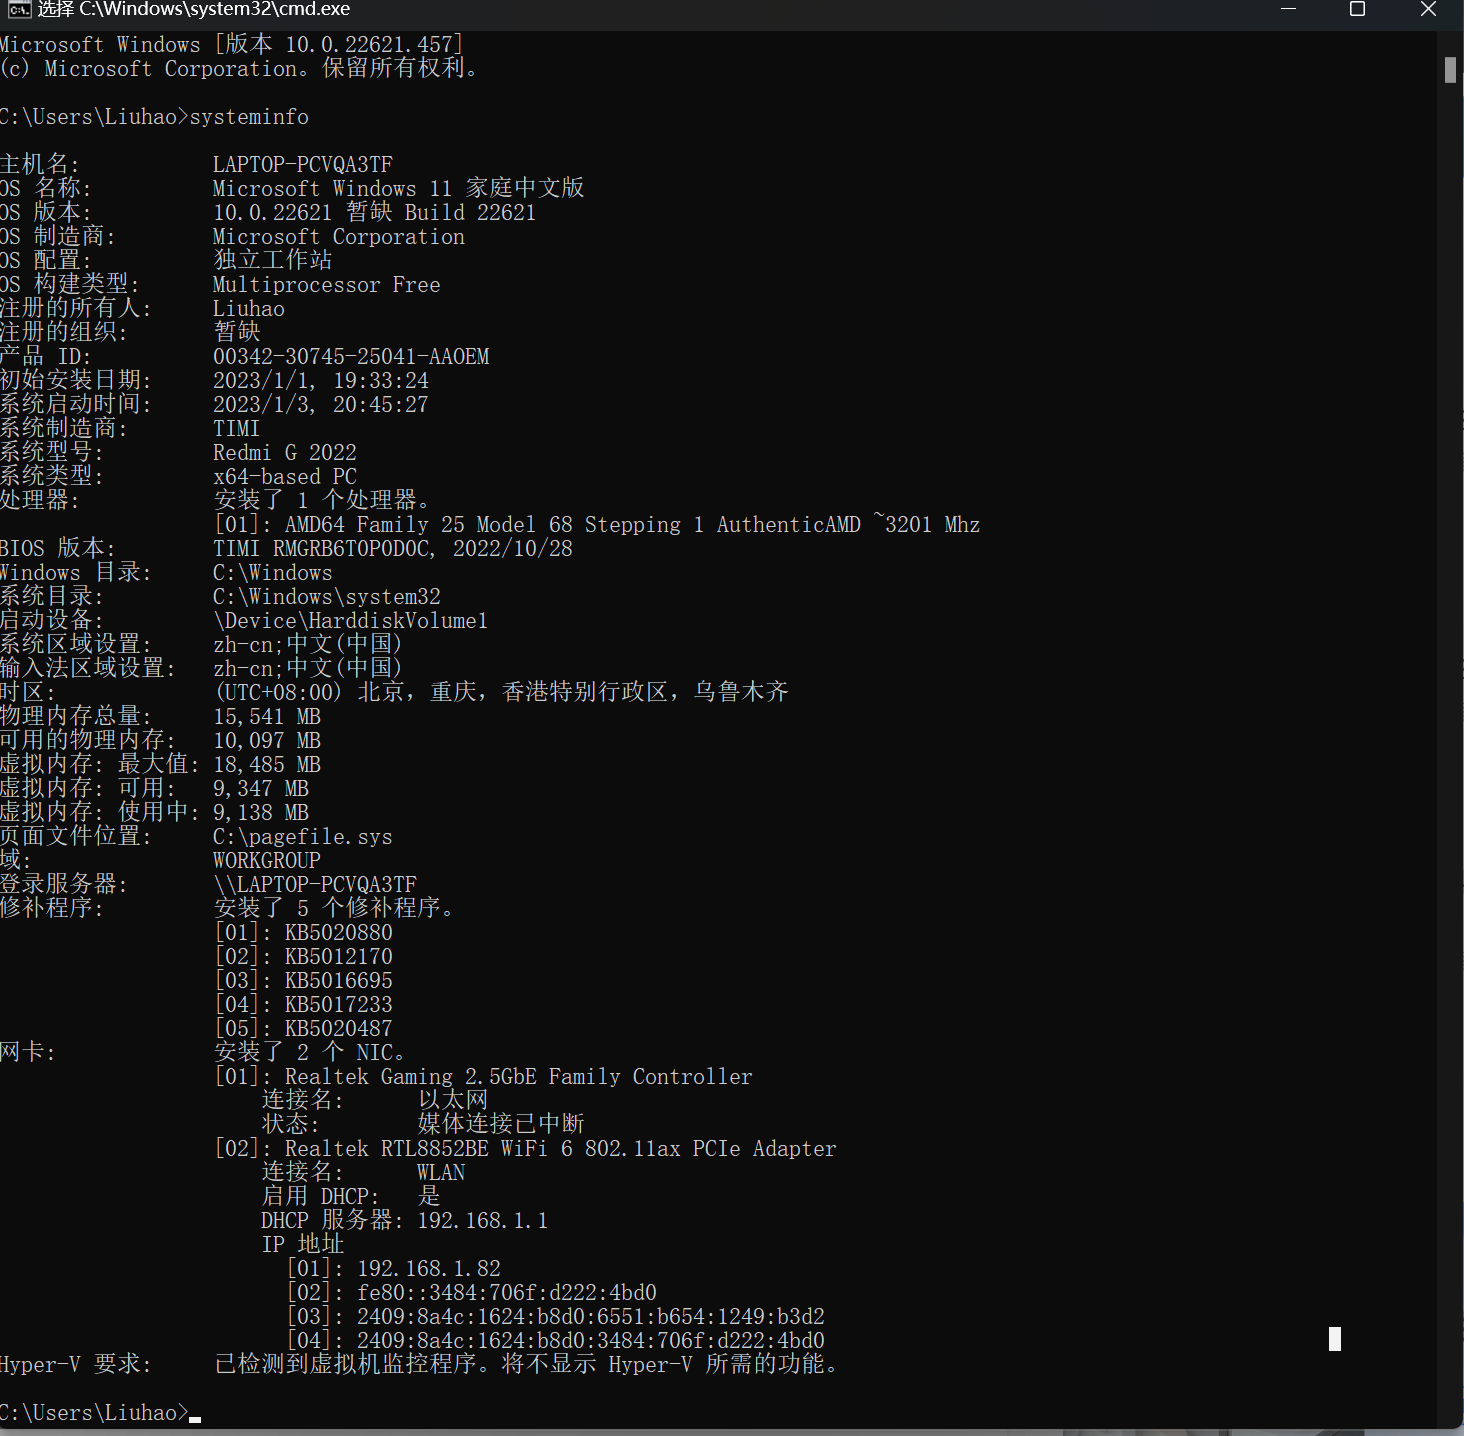 选择 C:\Windows\system32\cmd.exe
Microsoft Windows [版本 10.0.22621.457]
(c) Microsoft Corporation。保留所有权利。
C:\Users\Liuhao>systeminfo
主机名: LAPTOP-PCVQA3TF
OS 名称: Microsoft Windows 11 家庭中文版
OS 版本: 10.0.22621 暂缺 Build 22621
OS 制造商: Microsoft Corporation
OS 配置: 独立工作站
OS 构建类型: Multiprocessor Free
注册的所有人: Liuhao
注册的组织: 暂缺
产品 ID: 00342-30745-25041-AAOEM
初始安装日期: 2023/1/1, 19:33:24
系统启动时间: 2023/1/3, 20:45:27
系统制造商: TIMI
系统型号: Redmi G 2022
系统类型: x64-based PC
处理器: 安装了 1 个处理器。
[01]: AMD64 Family 25 Model 68 Stepping 1 AuthenticAMD ~3201 Mhz
BIOS 版本: TIMI RMGRB6T0P0D0C, 2022/10/28
Windows 目录: C:\Windows
系统目录: C:\Windows\system32
启动设备: \Device\HarddiskVolume1
系统区域设置: zh-cn;中文(中国)
输入法区域设置: zh-cn;中文(中国)
时区: (UTC+08:00) 北京，重庆，香港特别行政区，乌鲁木齐
物理内存总量: 15,541 MB
可用的物理内存: 10,097 MB
虚拟内存: 最大值: 18,485 MB
虚拟内存: 可用: 9,347 MB
虚拟内存: 使用中: 9,138 MB
页面文件位置: C:\pagefile.sys
域: WORKGROUP
登录服务器: \\LAPTOP-PCVQA3TF
修补程序: 安装了 5 个修补程序。
[01]: KB5020880
[02]: KB5012170
[03]: KB5016695
[04]: KB5017233
[05]: KB5020487
网卡: 安装了 2 个 NIC。
[01]: Realtek Gaming 2.5GbE Family Controller
连接名: 以太网
状态: 媒体连接已中断
[02]: Realtek RTL8852BE WiFi 6 802.11ax PCIe Adapter
连接名: WLAN
启用 DHCP: 是
DHCP 服务器: 192.168.1.1
IP 地址
[01]: 192.168.1.82
[02]: fe80::3484:706f:d222:4bd0
[03]: 2409:8a4c:1624:b8d0:6551:b654:1249:b3d2
[04]: 2409:8a4c:1624:b8d0:3484:706f:d222:4bd0
Hyper-V 要求: 已检测到虚拟机监控程序。将不显示 Hyper-V 所需的功能。
C:\Users\Liuhao>